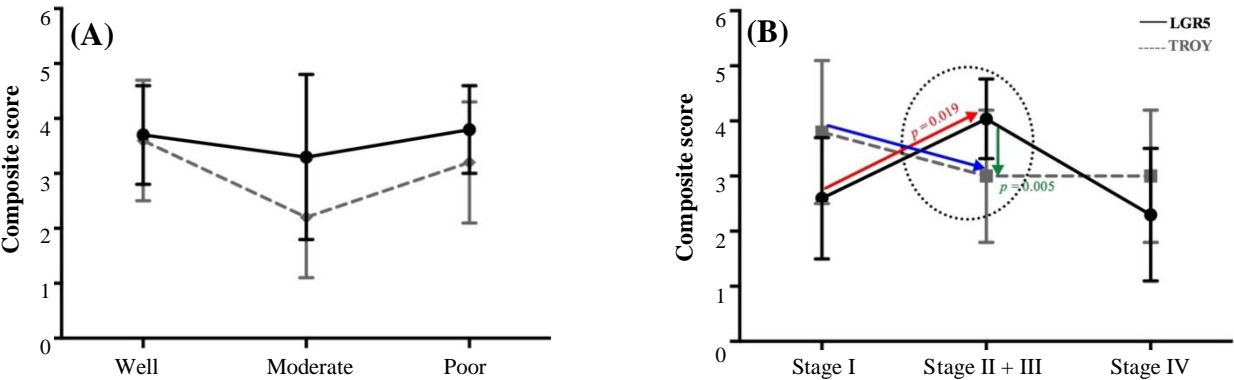 (A)
Composite score
6
5
4
3
2
1
0
Well Moderate Poor
(B)
Composite score
6
5
4
3
2
1
0
LGR5
TROY
p = 0.019
p = 0.005
Stage I Stage II + III Stage IV